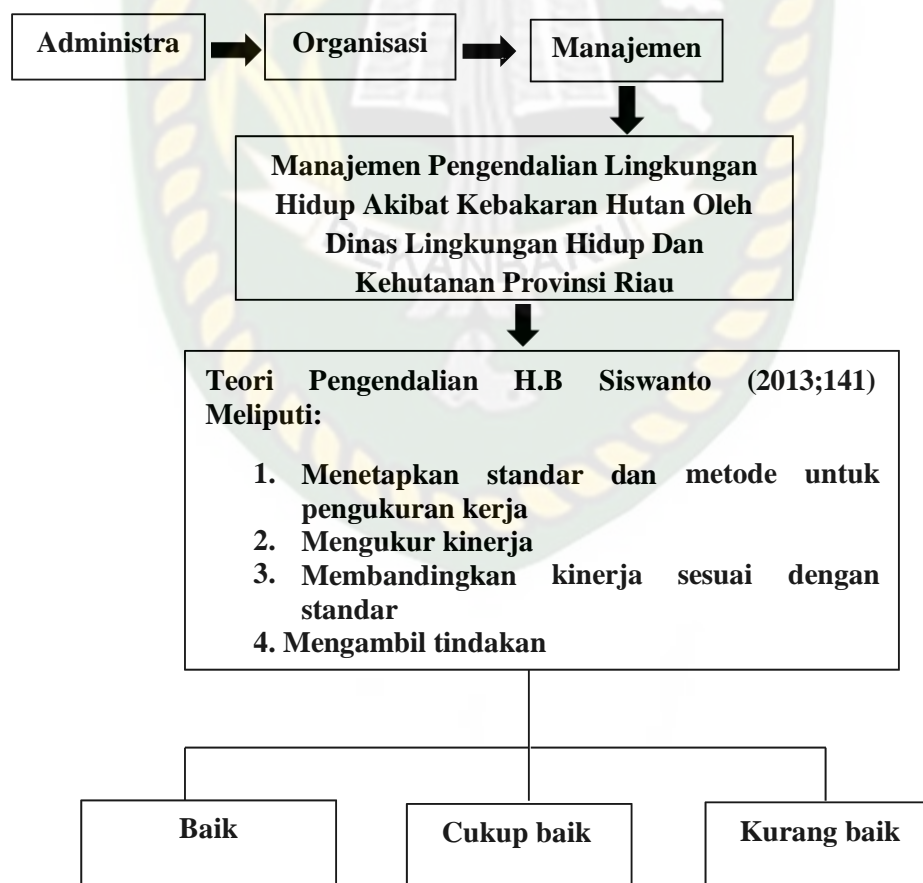 Administra
Organisasi
Manajemen
Manajemen Pengendalian Lingkungan
Hidup Akibat Kebakaran Hutan Oleh
Dinas Lingkungan Hidup Dan
Kehutanan Provinsi Riau
Teori Pengendalian H.B Siswanto (2013;141)
Meliputi:
1. Menetapkan standar dan metode untuk
pengukuran kerja
2. Mengukur kinerja
3. Membandingkan kinerja sesuai dengan
standar
4. Mengambil tindakan
Baik
Cukup baik
Kurang baik